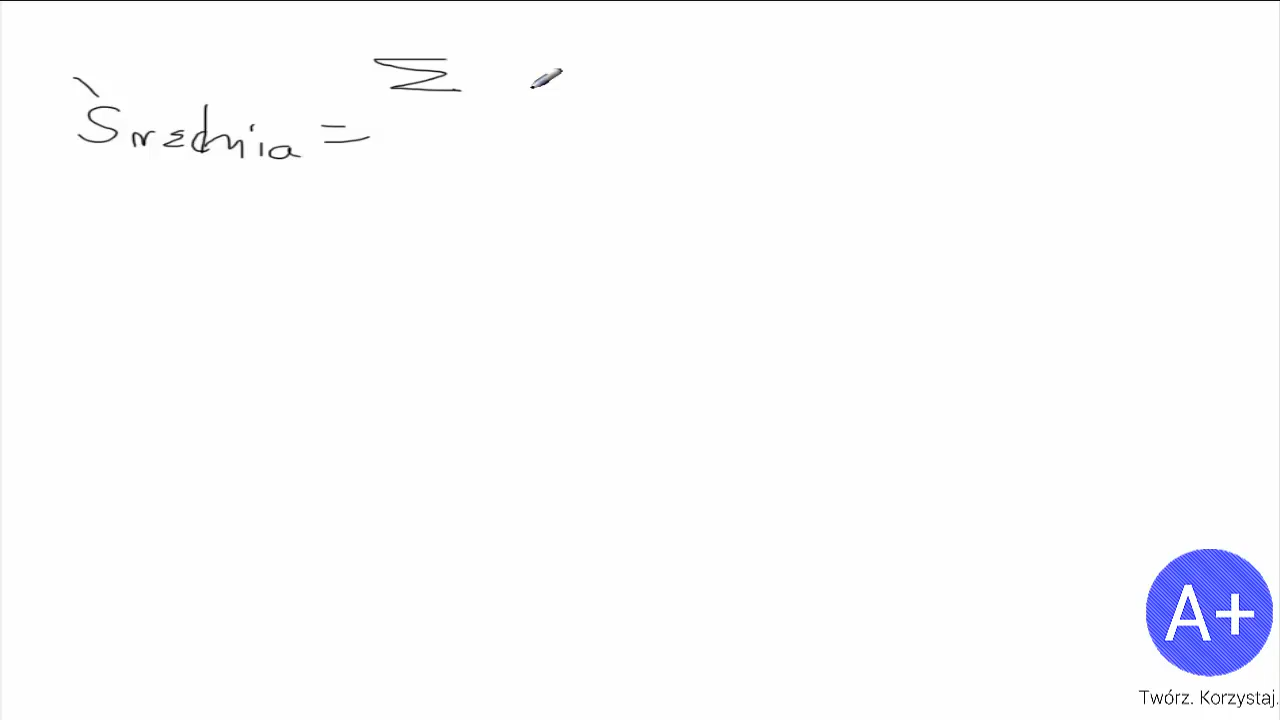 Średnia = Σ
A+
Twórz. Korzystaj.